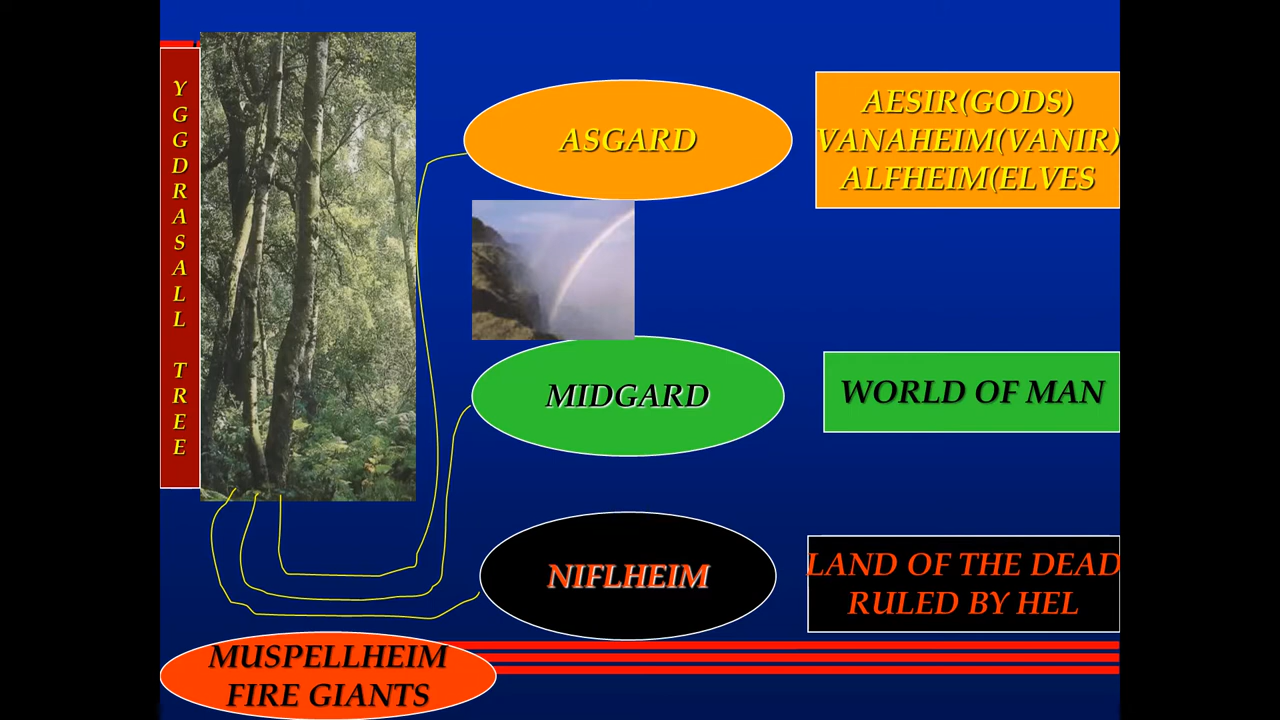 YGGDRASALL TREE
ASGARD
AESIR(GODS)
VANAHEIM(VANIR)
ALFHEIM(ELVES
MIDGARD
WORLD OF MAN
NIFLHEIM
LAND OF THE DEAD
RULED BY HEL
MUSPELLHEIM
FIRE GIANTS